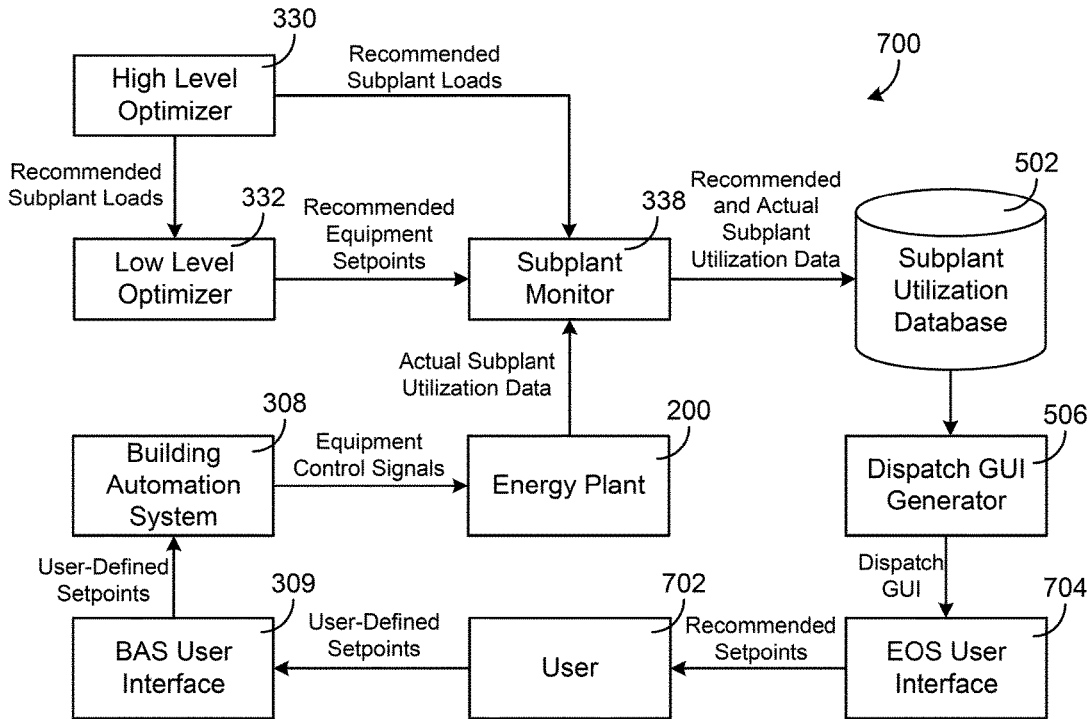 330
High Level
Optimizer
Recommended
Subplant Loads
700
Recommended
Subplant Loads
332
Low Level
Optimizer
Recommended
Equipment
Setpoints
338
Subplant
Monitor
Recommended
and Actual
Subplant
Utilization Data
502
Subplant
Utilization
Database
Actual Subplant
Utilization Data
308
Building
Automation
System
Equipment
Control Signals
200
Energy Plant
506
Dispatch GUI
Generator
User-Defined
Setpoints
309
BAS User
Interface
User-Defined
Setpoints
702
User
Recommended
Setpoints
Dispatch
GUI
704
EOS User
Interface